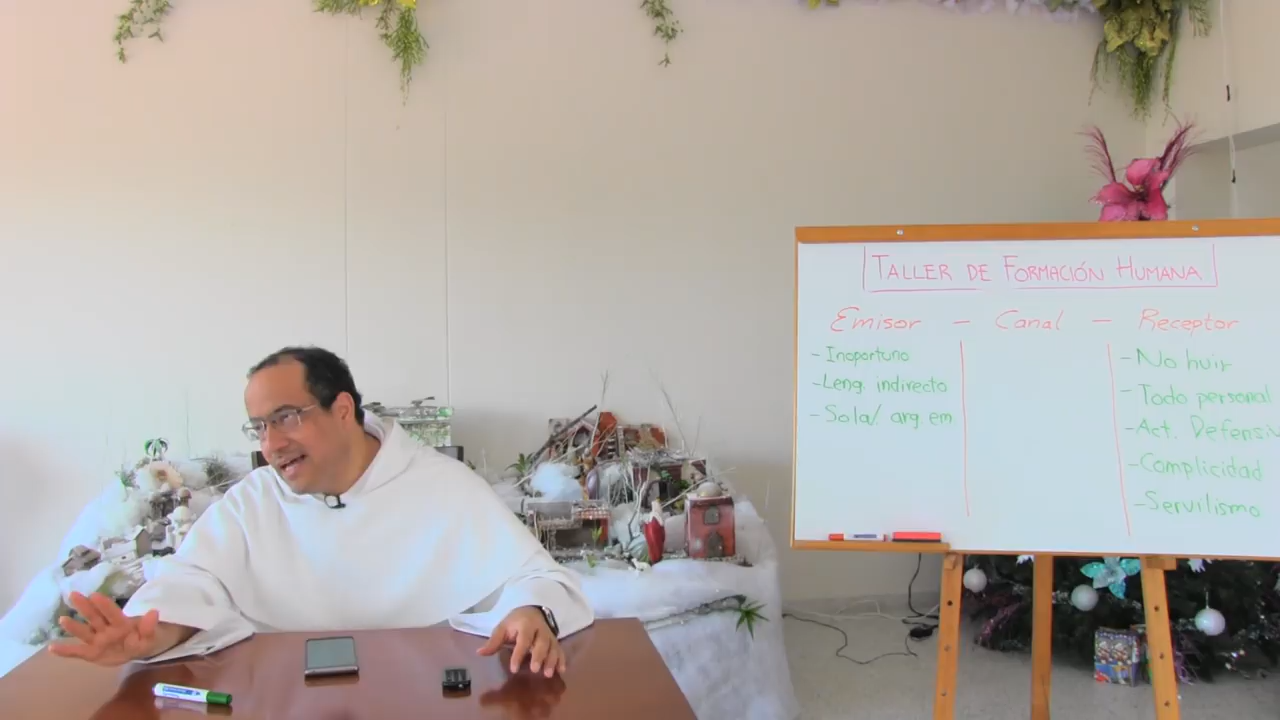 TALLER DE FORMACIÓN HUMANA
Emisor - Canal - Receptor
- Inoportuno
- Leng. indirecto
- Sola/. arg em
- No huir
- Todo personal
- Act. Defensiv
- Complicidad
- Servilismo